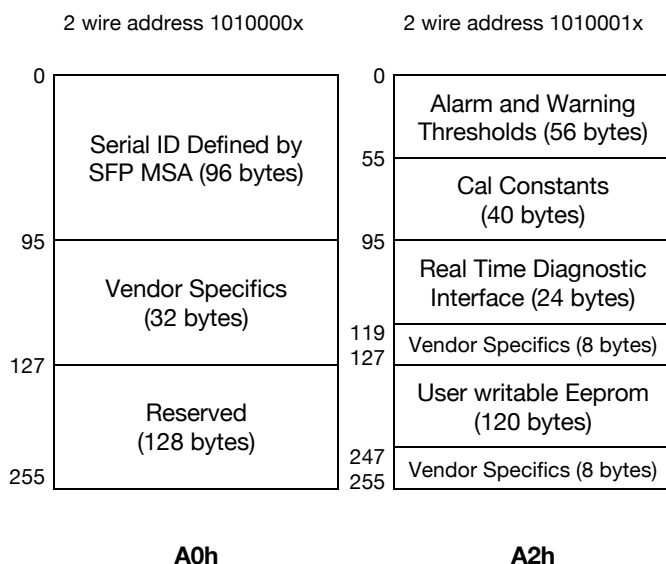 2 wire address 1010000x
0
Serial ID Defined by
SFP MSA (96 bytes)
95
Vendor Specifics
(32 bytes)
127
Reserved
(128 bytes)
255
A0h
2 wire address 1010001x
0
Alarm and Warning
Thresholds (56 bytes)
55
Cal Constants
(40 bytes)
95
Real Time Diagnostic
Interface (24 bytes)
119
Vendor Specifics (8 bytes)
127
User writable Eeprom
(120 bytes)
247
Vendor Specifics (8 bytes)
255
A2h